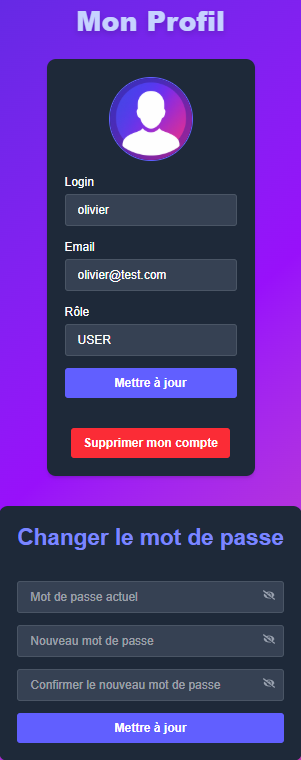 Mon Profil
Login
olivier
Email
olivier@test.com
Rôle
USER
Mettre à jour
Supprimer mon compte
Changer le mot de passe
Mot de passe actuel
Nouveau mot de passe
Confirmer le nouveau mot de passe
Mettre à jour